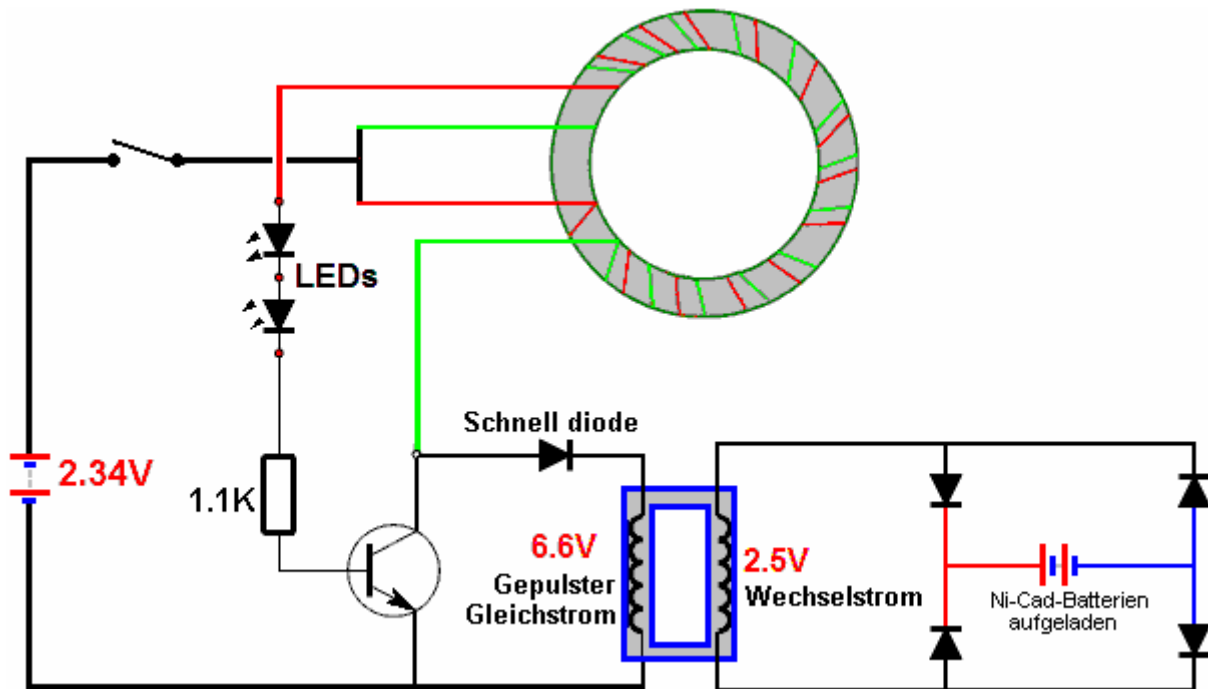 LEDs
2.34V
1.1K
Schnell diode
6.6V
Gepulster
Gleichstrom
2.5V
Wechselstrom
Ni-Cad-Batterien
aufgeladen